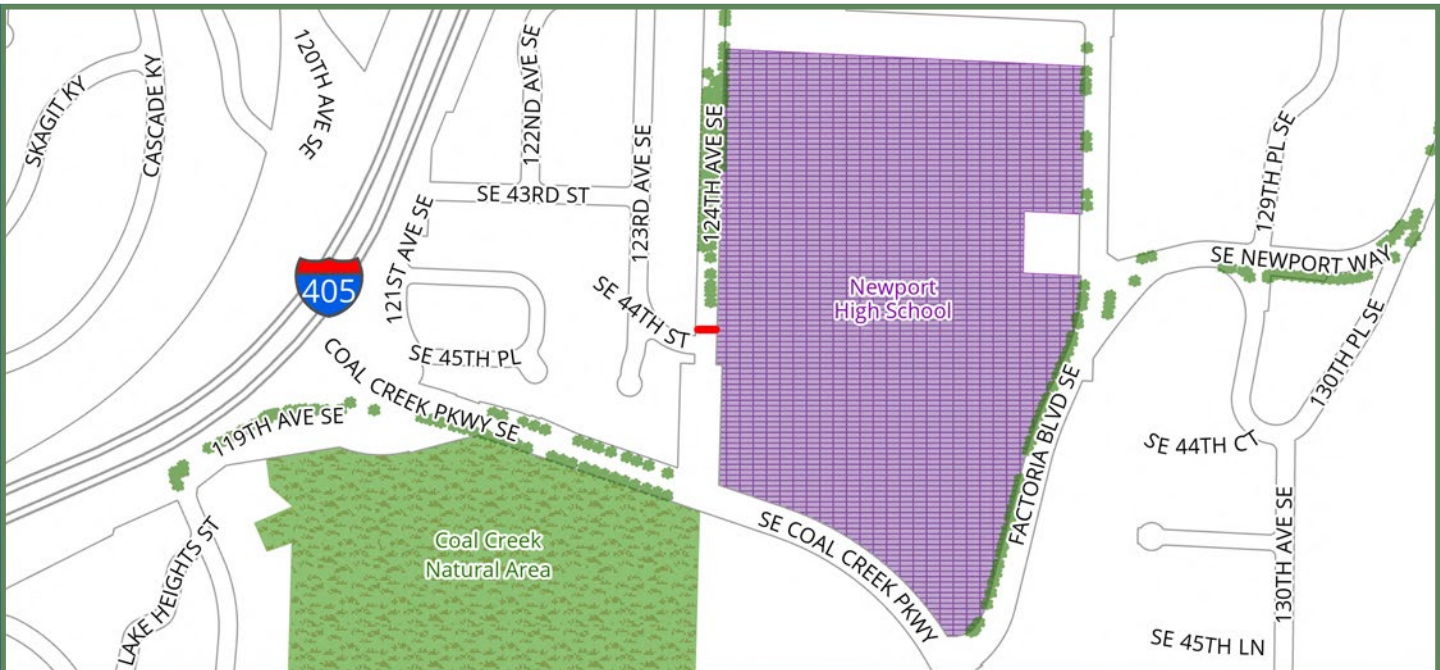 SKAGIT KY
CASCADE KY
120TH AVE SE
122ND AVE SE
SE 43RD ST
123RD AVE SE
124TH AVE SE
129TH PL SE
SE NEWPORT WAY
121ST AVE SE
405
SE 44TH ST
Newport
High School
SE 45TH PL
130TH PL SE
COAL CREEK PKWY SE
119TH AVE SE
FACTORIA BLVD SE
SE 44TH CT
SE COAL CREEK PKWY
Coal Creek
Natural Area
130TH AVE SE
LAKE HEIGHTS ST
SE 45TH LN